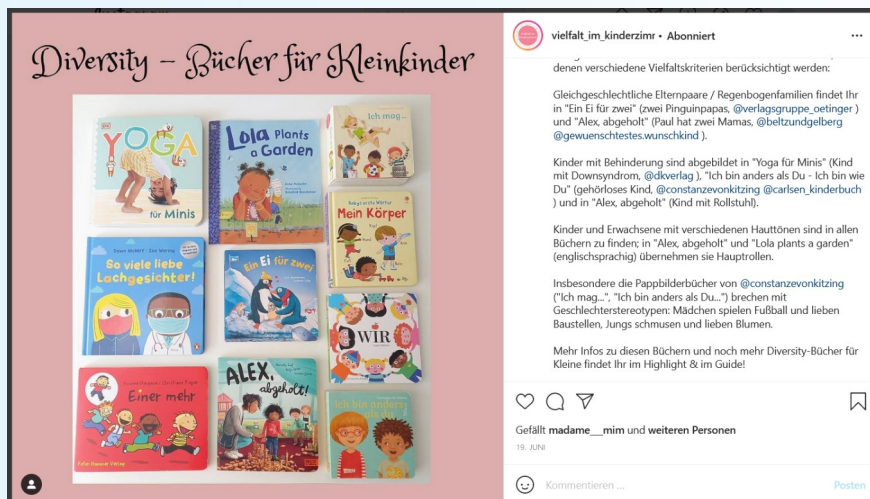 Diversity – Bücher für Kleinkinder
YOGA
für Minis
Lola Plants
a Garden
Ich mag...
Baby's erste Wörter
Mein Körper
So viele liebe
Lachgesichter!
Ein Ei für zwei
WIR
Einer mehr
Peter Hammer Verlag
ALEX,
abgeholt!
Ich bin anders
als du
vielfalt_im_kinderzimr • Abonniert
denen verschiedene Vielfaltskriterien berücksichtigt werden:
Gleichgeschlechtliche Elternpaare / Regenbogenfamilien findet Ihr
in "Ein Ei für zwei" (zwei Pinguinpapas, @verlagsgruppe_oetinger )
und "Alex, abgeholt" (Paul hat zwei Mamas, @beltzundgelberg
@gewuenschtestes.wunschkind ).
Kinder mit Behinderung sind abgebildet in "Yoga für Minis" (Kind
mit Downsyndrom, @dkverlag ), "Ich bin anders als Du - Ich bin wie
Du" (gehörloses Kind, @constanzevonkitzing @carlsen_kinderbuch
) und in "Alex, abgeholt" (Kind mit Rollstuhl).
Kinder und Erwachsene mit verschiedenen Hauttönen sind in allen
Büchern zu finden; in "Alex, abgeholt" und "Lola plants a garden"
(englischsprachig) übernehmen sie Hauptrollen.
Insbesondere die Pappbilderbücher von @constanzevonkitzing
("Ich mag...", "Ich bin anders als Du...") brechen mit
Geschlechterstereotypen: Mädchen spielen Fußball und lieben
Baustellen, Jungs schmusen und lieben Blumen.
Mehr Infos zu diesen Büchern und noch mehr Diversity-Bücher für
Kleine findet Ihr im Highlight & im Guide!
Gefällt madame__mim und weiteren Personen
19. JUNI
Kommentieren ...
Posten